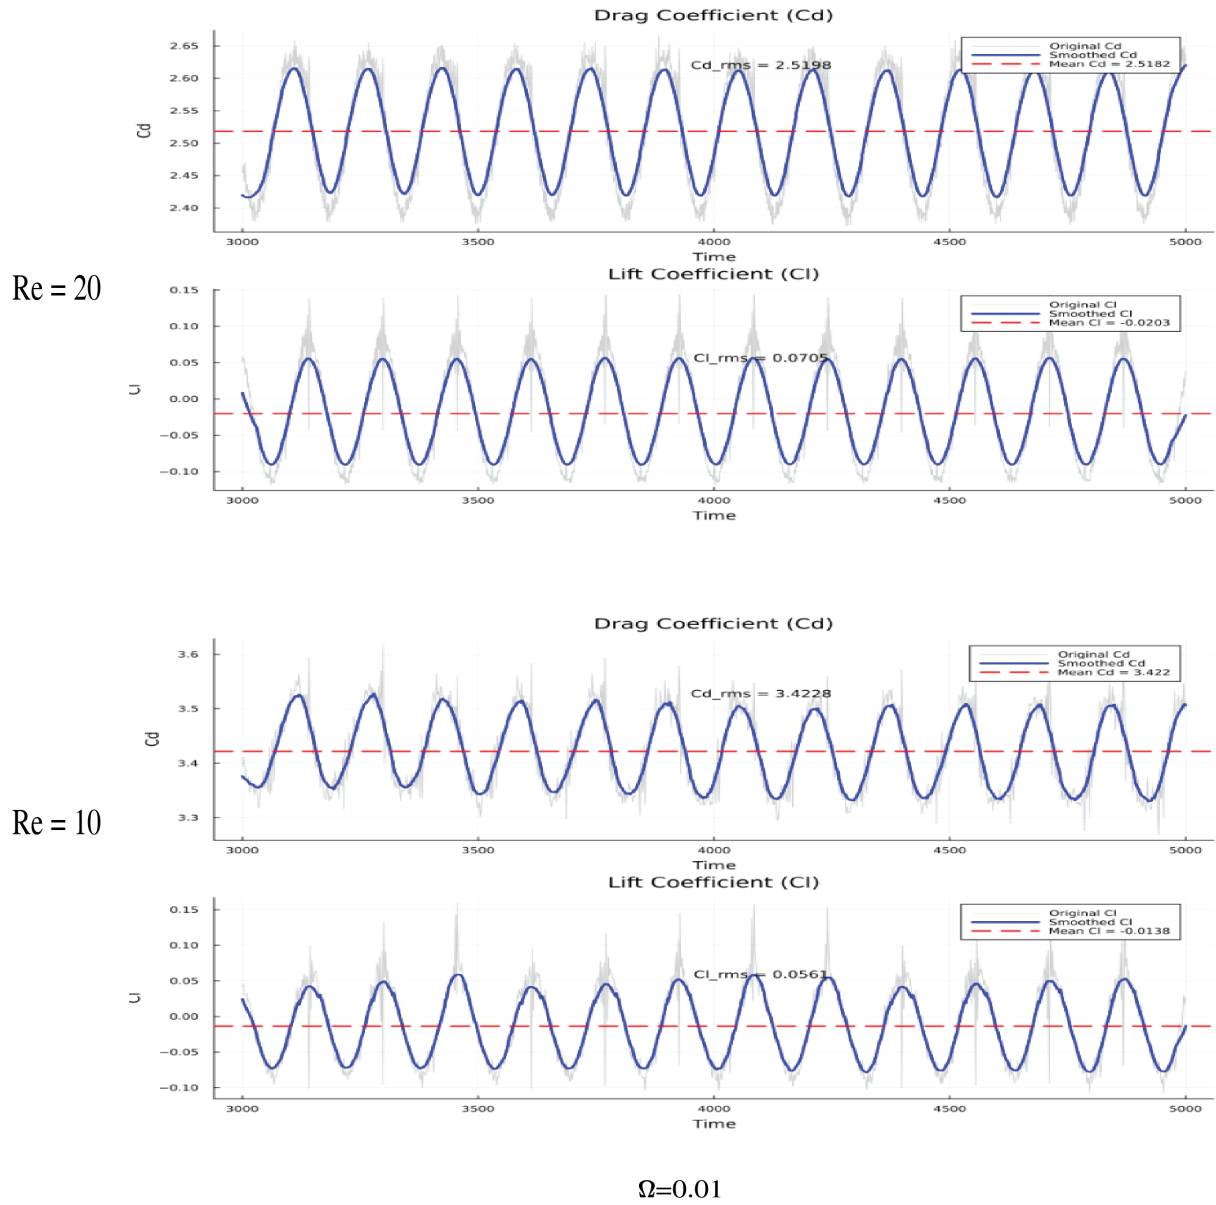 Drag Coefficient (Cd)
2.65
2.60
2.55
2.50
2.45
2.40
Cd
Cd_rms = 2.5198
Original Cd
Smoothed Cd
Mean Cd = 2.5182
3000
3500
4000
4500
5000
Time
Re = 20
Lift Coefficient (Cl)
0.15
0.10
0.05
0.00
−0.05
−0.10
Cl
Cl_rms = 0.0705
Original Cl
Smoothed Cl
Mean Cl = -0.0203
3000
3500
4000
4500
5000
Time
Drag Coefficient (Cd)
3.6
3.5
3.4
3.3
Cd
Cd_rms = 3.4228
Original Cd
Smoothed Cd
Mean Cd = 3.422
3000
3500
4000
4500
5000
Time
Re = 10
Lift Coefficient (Cl)
0.15
0.10
0.05
0.00
−0.05
−0.10
Cl
Cl_rms = 0.0561
Original Cl
Smoothed Cl
Mean Cl = -0.0138
3000
3500
4000
4500
5000
Time
Ω=0.01